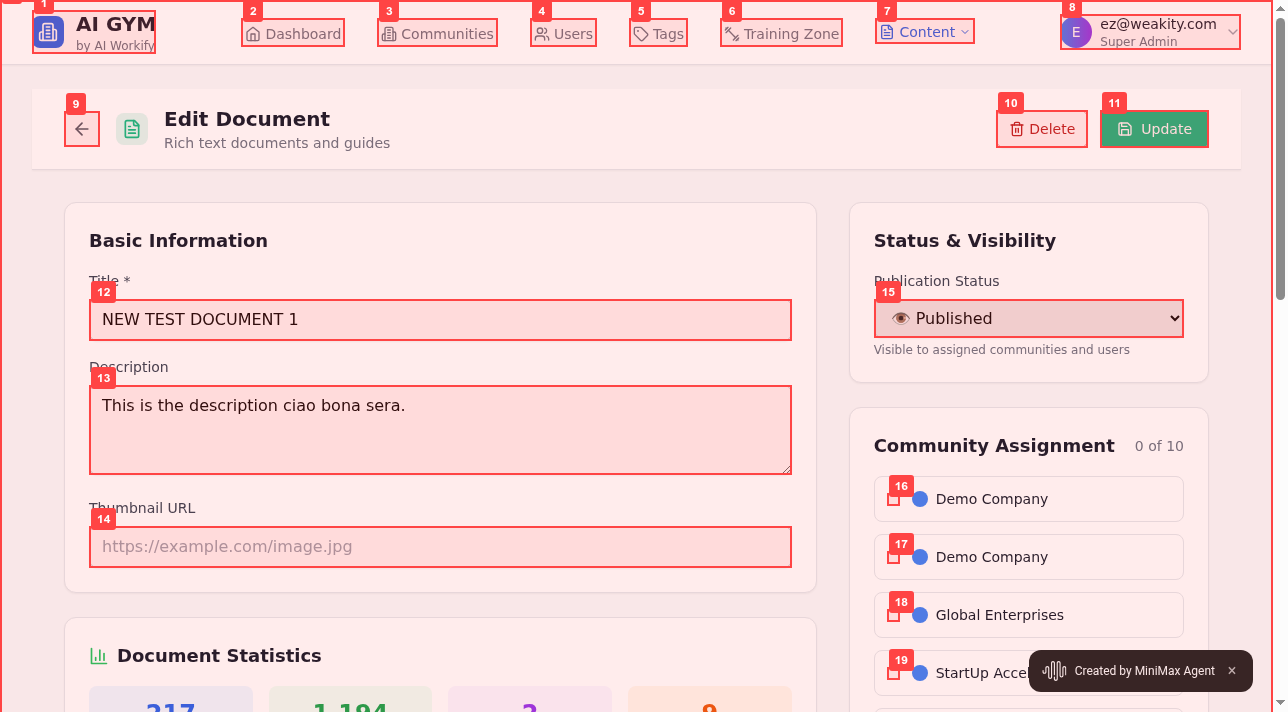 1
2
3
4
5
6
7
8
AI GYM
by AI Workify
Dashboard
Communities
Users
Tags
Training Zone
Content
E
ez@weakity.com
Super Admin
9
Edit Document
Rich text documents and guides
10
Delete
11
Update
Basic Information
Title *
12
NEW TEST DOCUMENT 1
Description
13
This is the description ciao bona sera.
Thumbnail URL
14
https://example.com/image.jpg
Document Statistics
217
1,194
2
Status & Visibility
Publication Status
15
Published
Visible to assigned communities and users
Community Assignment
0 of 10
16
Demo Company
17
Demo Company
18
Global Enterprises
19
StartUp Accel
Created by MiniMax Agent